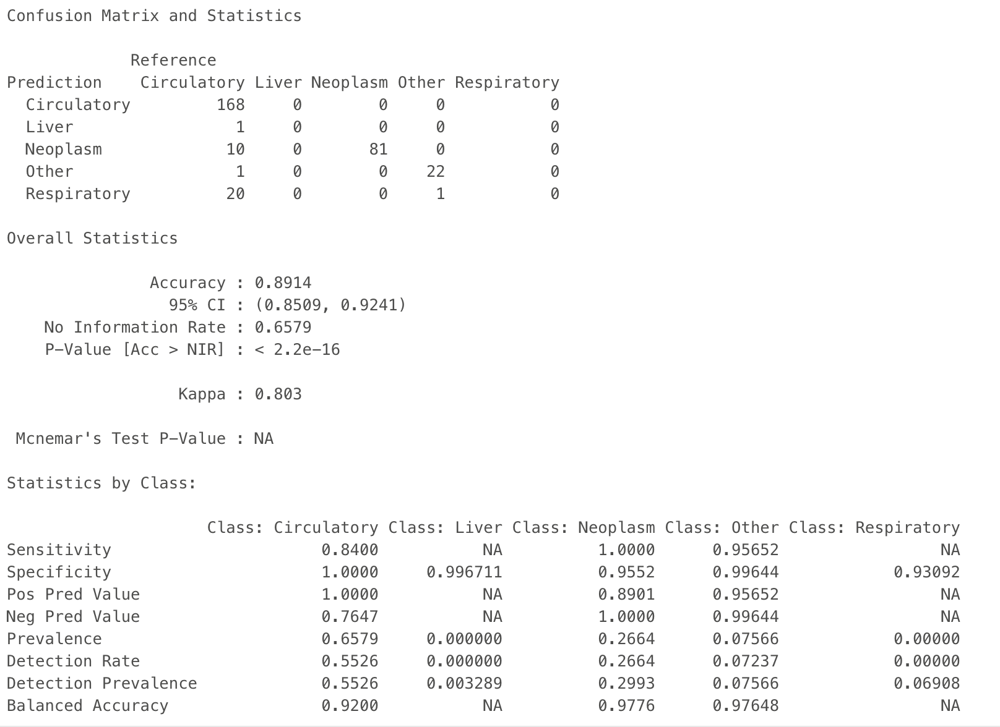 Confusion Matrix and Statistics
Reference
Prediction    Circulatory Liver Neoplasm Other Respiratory
Circulatory         168     0        0     0           0
Liver                 1     0        0     0           0
Neoplasm             10     0       81     0           0
Other                 1     0        0    22           0
Respiratory          20     0        0     1           0
Overall Statistics
Accuracy : 0.8914
95% CI : (0.8509, 0.9241)
No Information Rate : 0.6579
P-Value [Acc > NIR] : < 2.2e-16
Kappa : 0.803
Mcnemar's Test P-Value : NA
Statistics by Class:
Class: Circulatory Class: Liver Class: Neoplasm Class: Other Class: Respiratory
Sensitivity                      0.8400           NA          1.0000      0.95652                 NA
Specificity                      1.0000     0.996711          0.9552      0.99644            0.93092
Pos Pred Value                   1.0000           NA          0.8901      0.95652                 NA
Neg Pred Value                   0.7647           NA          1.0000      0.99644                 NA
Prevalence                       0.6579     0.000000          0.2664      0.07566            0.00000
Detection Rate                   0.5526     0.000000          0.2664      0.07237            0.00000
Detection Prevalence             0.5526     0.003289          0.2993      0.07566            0.06908
Balanced Accuracy                0.9200           NA          0.9776      0.97648                 NA